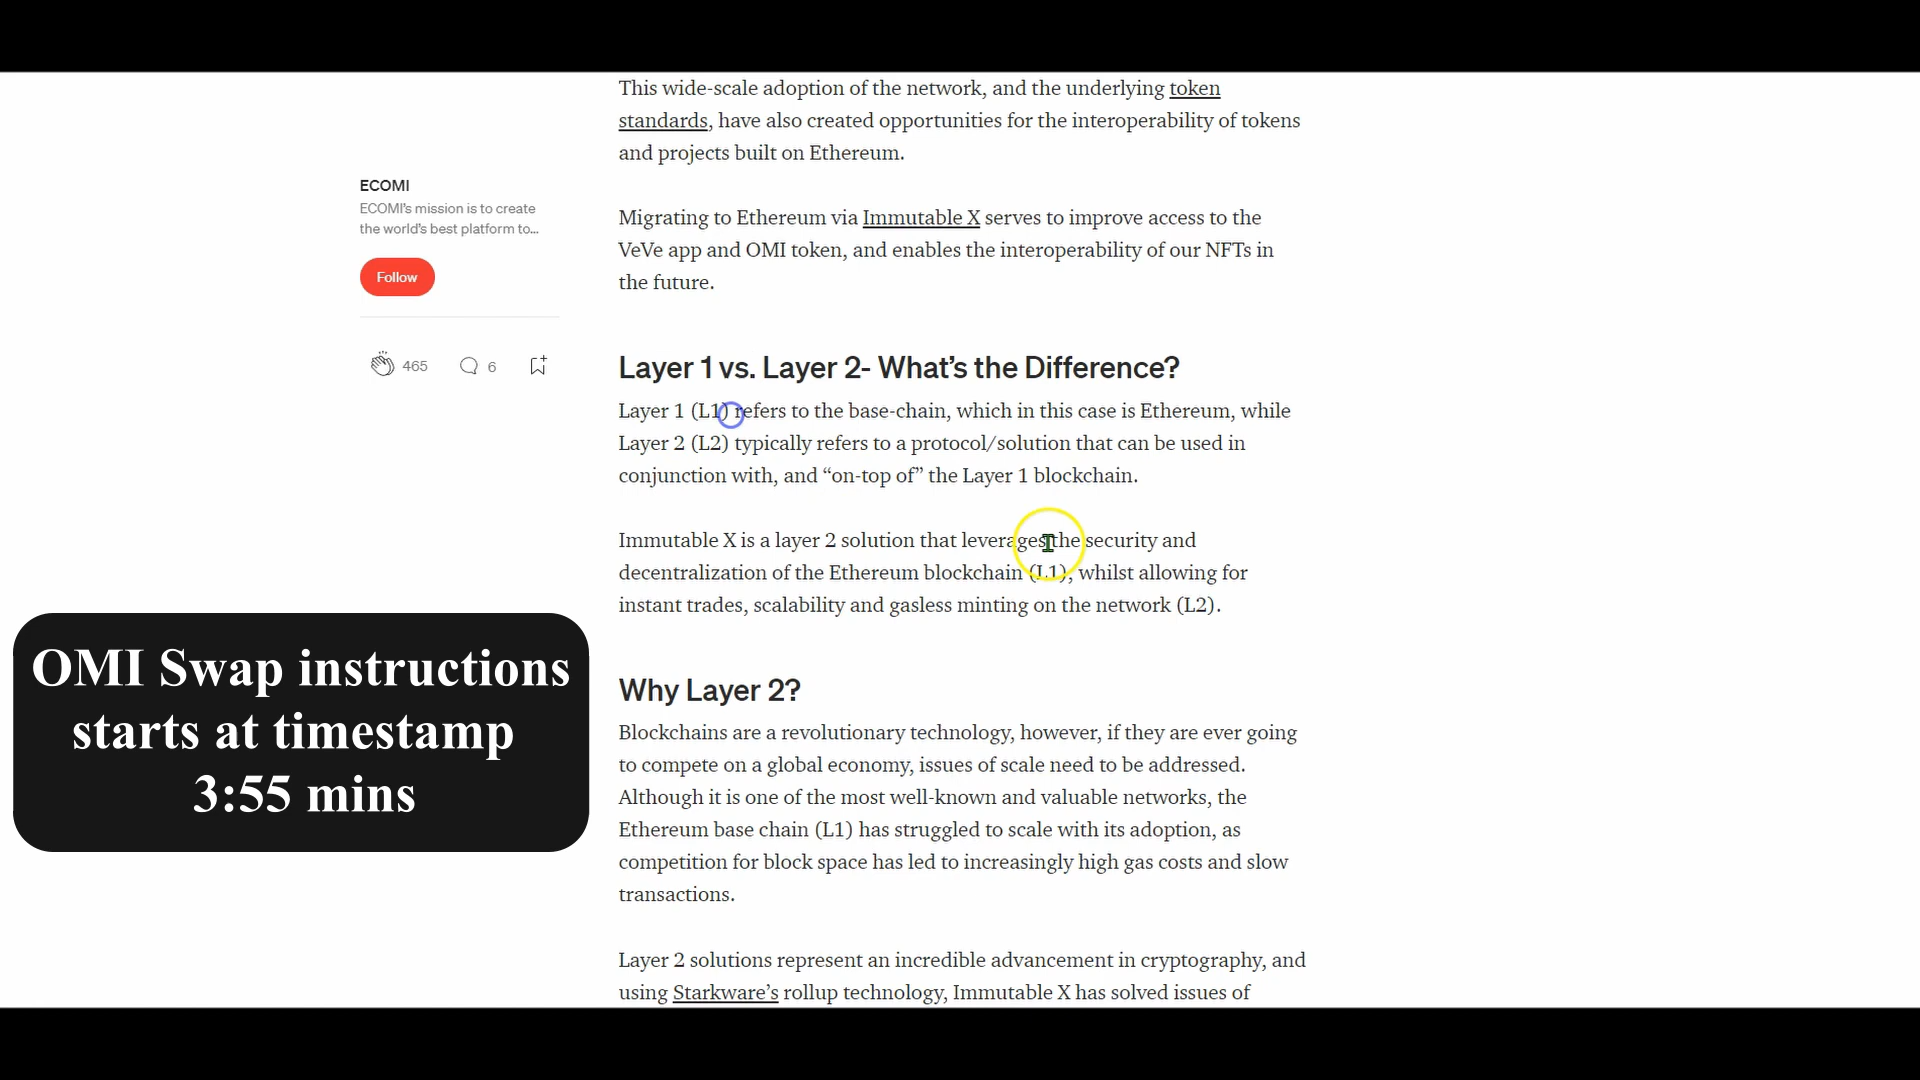 This wide-scale adoption of the network, and the underlying token
standards, have also created opportunities for the interoperability of tokens
and projects built on Ethereum.
ECOMI
ECOMI's mission is to create
the world's best platform to...
Follow
465
6
Migrating to Ethereum via Immutable X serves to improve access to the
VeVe app and OMI token, and enables the interoperability of our NFTs in
the future.
Layer 1 vs. Layer 2- What's the Difference?
Layer 1 (L1) refers to the base-chain, which in this case is Ethereum, while
Layer 2 (L2) typically refers to a protocol/solution that can be used in
conjunction with, and “on-top of” the Layer 1 blockchain.
Immutable X is a layer 2 solution that leverages the security and
decentralization of the Ethereum blockchain (L1), whilst allowing for
instant trades, scalability and gasless minting on the network (L2).
OMI Swap instructions
starts at timestamp
3:55 mins
Why Layer 2?
Blockchains are a revolutionary technology, however, if they are ever going
to compete on a global economy, issues of scale need to be addressed.
Although it is one of the most well-known and valuable networks, the
Ethereum base chain (L1) has struggled to scale with its adoption, as
competition for block space has led to increasingly high gas costs and slow
transactions.
Layer 2 solutions represent an incredible advancement in cryptography, and
using Starkware's rollup technology, Immutable X has solved issues of